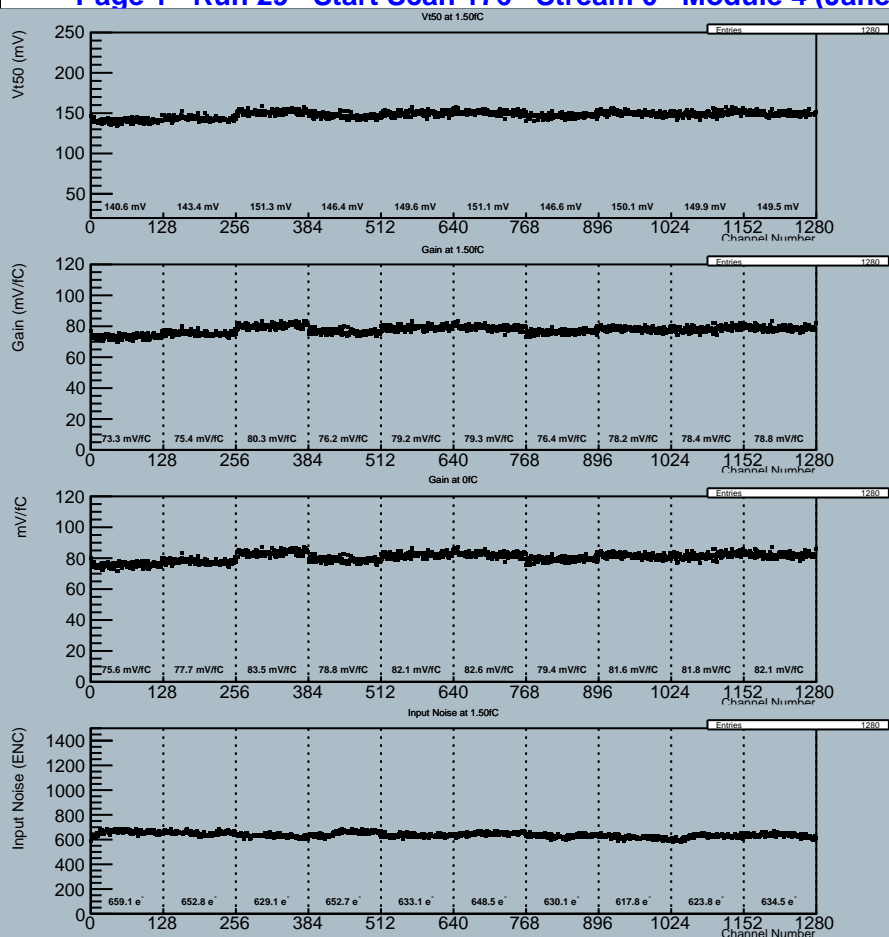 Page 1 Run 29 Start Scan 176 Stream 0 Module 4
Vt50 at 1.50fC
Entries 1280
Vt50 (mV)
250
200
150
100
50
140.6 mV 143.4 mV 151.3 mV 146.4 mV 149.6 mV 151.1 mV 146.6 mV 150.1 mV 149.9 mV 149.5 mV
0 128 256 384 512 640 768 896 1024 1152 1280
Channel Number
Gain at 1.50fC
Entries 1280
Gain (mV/fC)
120
100
80
60
40
20
0
73.3 mV/fC 75.4 mV/fC 80.3 mV/fC 76.2 mV/fC 79.2 mV/fC 79.3 mV/fC 76.4 mV/fC 78.2 mV/fC 78.4 mV/fC 78.8 mV/fC
0 128 256 384 512 640 768 896 1024 1152 1280
Channel Number
Gain at 0fC
Entries 1280
mV/fC
120
100
80
60
40
20
0
75.6 mV/fC 77.7 mV/fC 83.5 mV/fC 78.8 mV/fC 82.1 mV/fC 82.6 mV/fC 79.4 mV/fC 81.6 mV/fC 81.8 mV/fC 82.1 mV/fC
0 128 256 384 512 640 768 896 1024 1152 1280
Channel Number
Input Noise at 1.50fC
Entries 1280
Input Noise (ENC)
1400
1200
1000
800
600
400
200
0
659.1 e⁻ 652.8 e⁻ 629.1 e⁻ 652.7 e⁻ 633.1 e⁻ 648.5 e⁻ 630.1 e⁻ 617.8 e⁻ 623.8 e⁻ 634.5 e⁻
0 128 256 384 512 640 768 896 1024 1152 1280
Channel Number